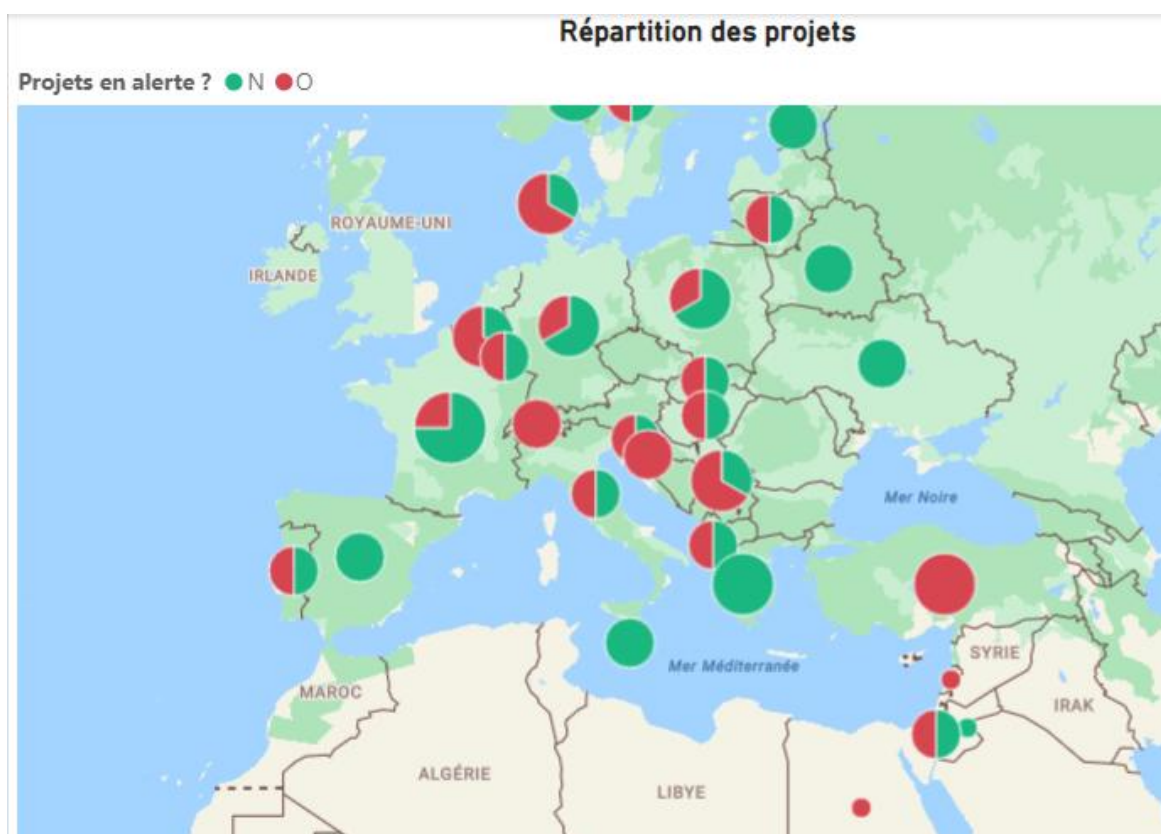 Répartition des projets
Projets en alerte ? N O
ROYAUME-UNI
IRLANDE
Mer Noire
Mer Méditerranée
SYRIE
MAROC
IRAK
ALGÉRIE
LIBYE